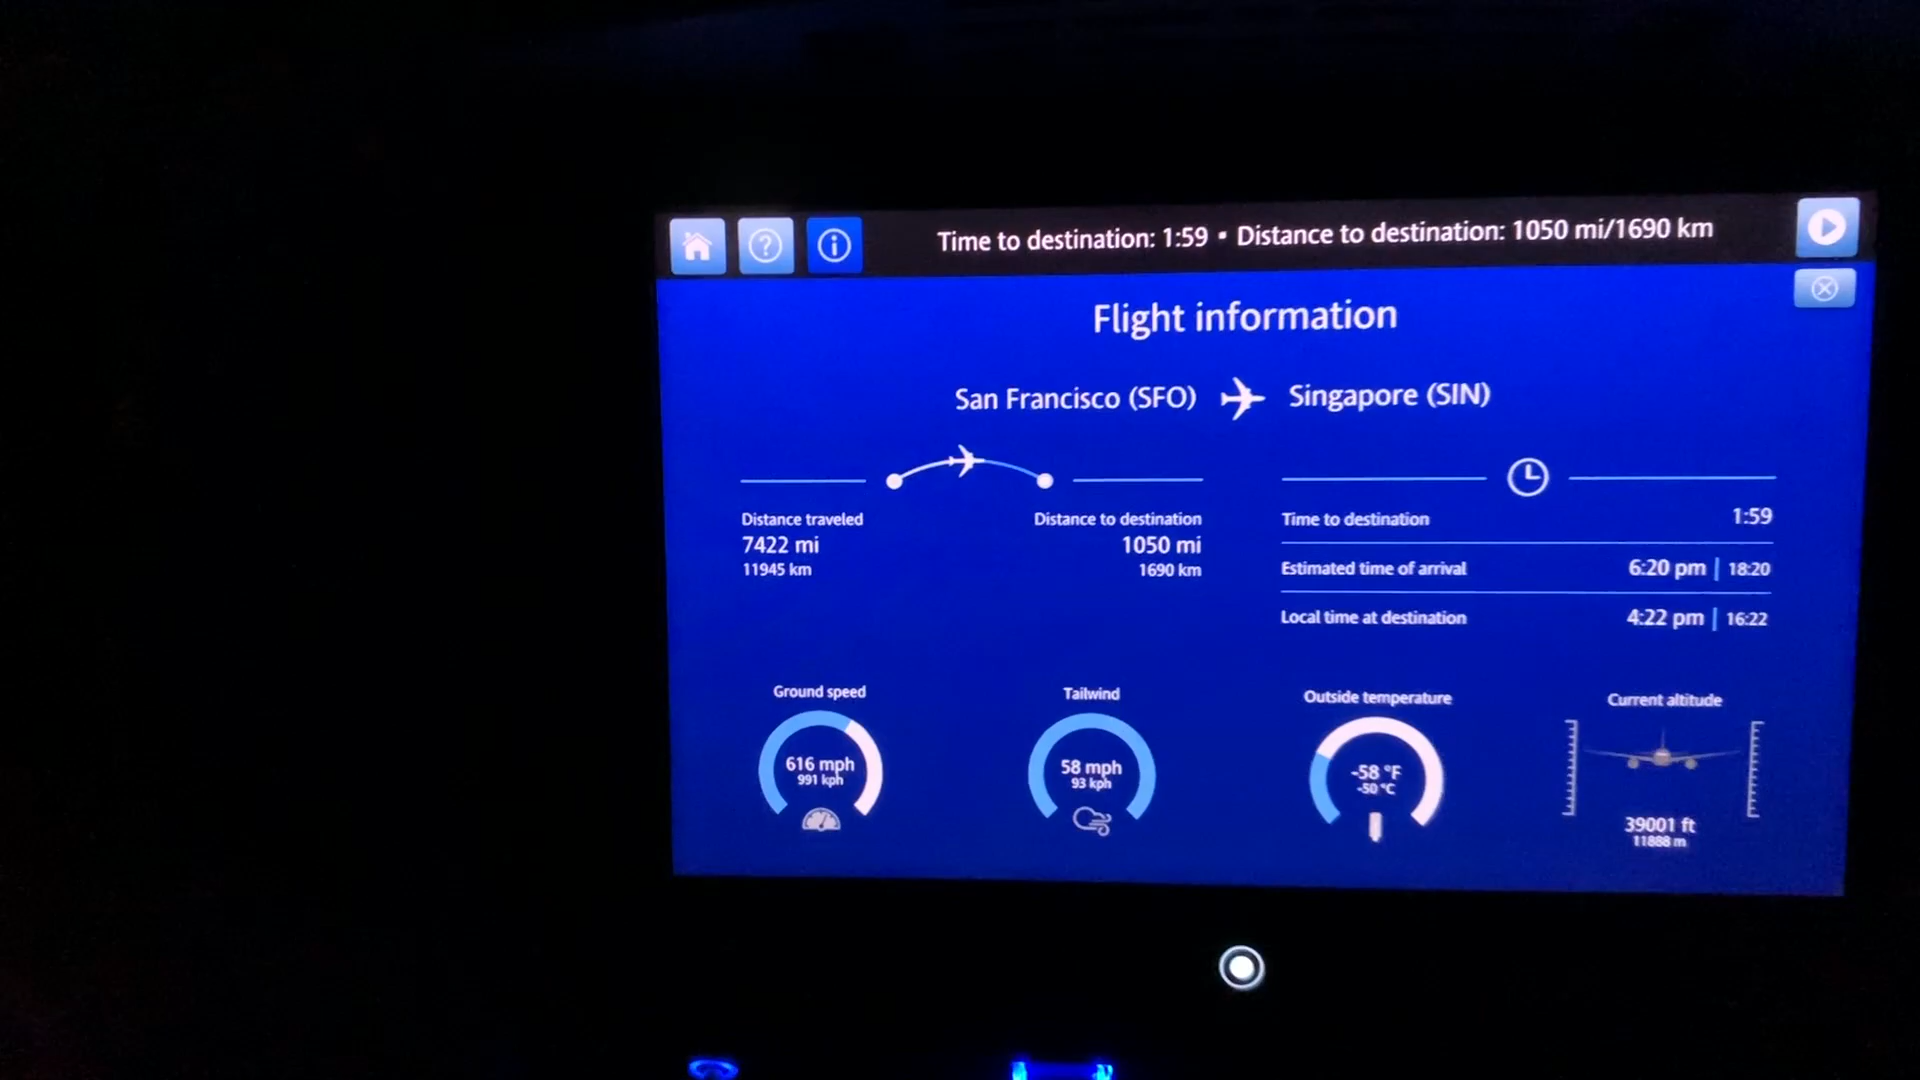 Time to destination: 1:59 • Distance to destination: 1050 mi/1690 km
Flight information
San Francisco (SFO) Singapore (SIN)
Distance traveled
7422 mi
11945 km
Distance to destination
1050 mi
1690 km
Time to destination 1:59
Estimated time of arrival 6:20 pm | 18:20
Local time at destination 4:22 pm | 16:22
Ground speed
616 mph
991 kph
Tailwind
58 mph
93 kph
Outside temperature
-58 °F
-50 °C
Current altitude
39001 ft
11888 m